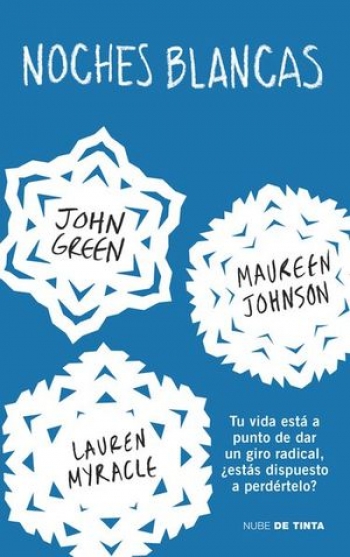 NOCHES BLANCAS
JOHN
GREEN
MAUREEN
JOHNSON
LAUREN
MYRACLE
Tu vida está a
punto de dar
un giro radical,
¿estás dispuesto
a perdértelo?
NUBE DE TINTA